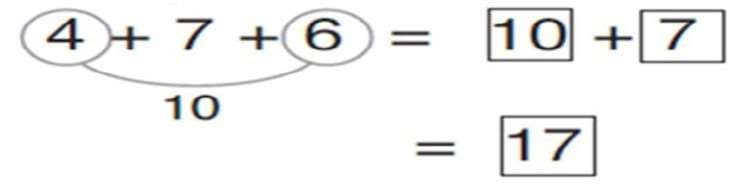 4 + 7 + 6 = 10 + 7
10
= 17